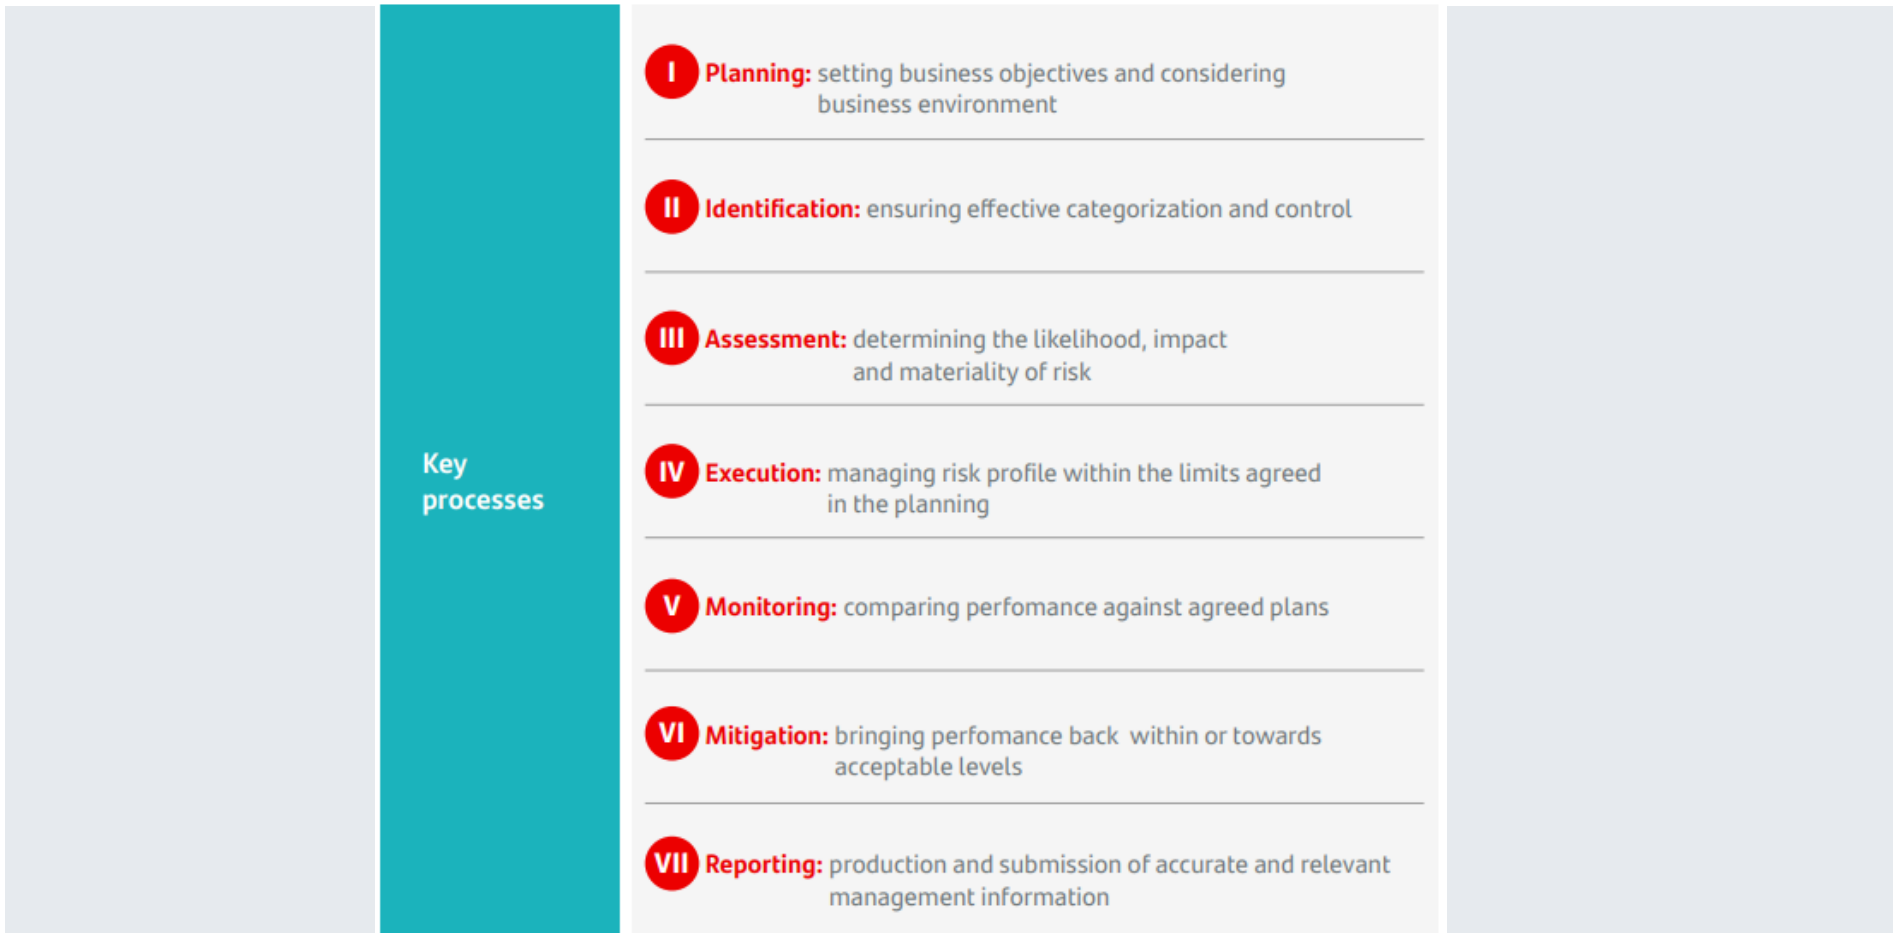 Key
processes
I Planning: setting business objectives and considering
business environment
II Identification: ensuring effective categorization and control
III Assessment: determining the likelihood, impact
and materiality of risk
IV Execution: managing risk profile within the limits agreed
in the planning
V Monitoring: comparing perfomance against agreed plans
VI Mitigation: bringing perfomance back within or towards
acceptable levels
VII Reporting: production and submission of accurate and relevant
management information